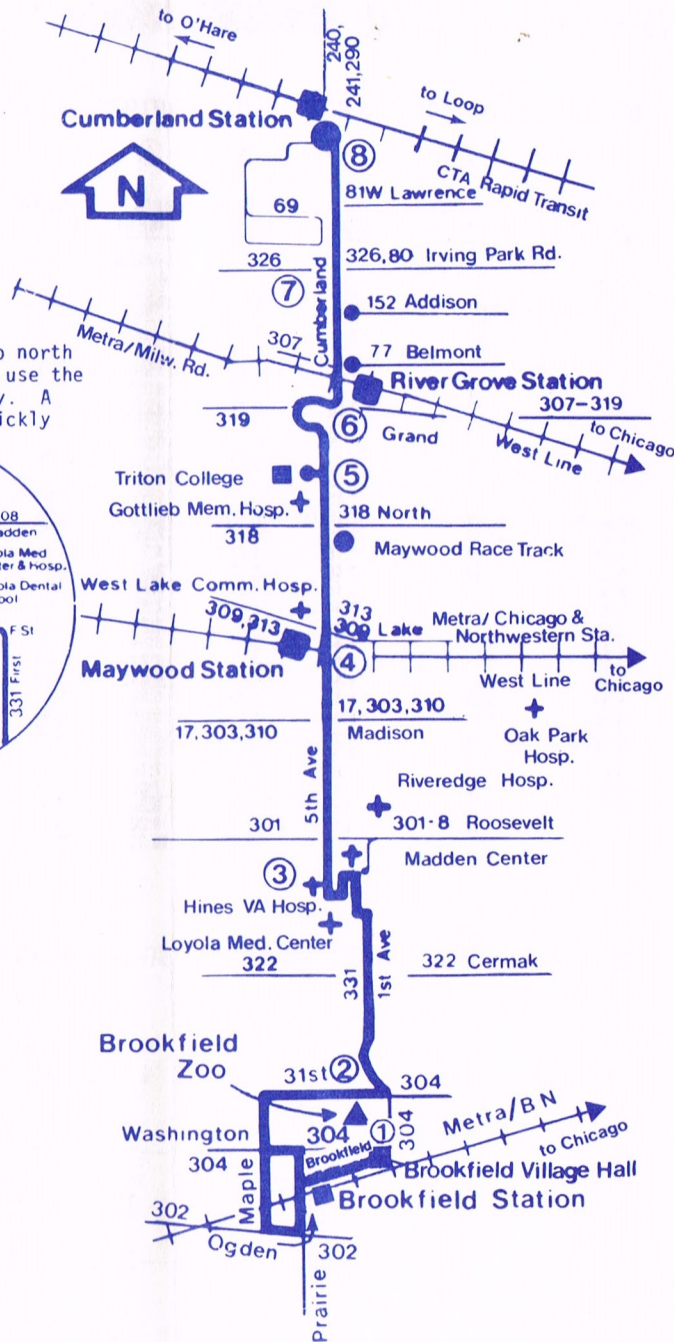 to O'Hare
240,
241,290
to Loop
Cumberland Station
8
CTA Rapid Transit
N
81W Lawrence
69
326
326,80 Irving Park Rd.
7
Cumberland
152 Addison
Metra/Milw. Rd.
307
77 Belmont
north
use the
A
River Grove Station
307-319
319
6
Grand
West Line
to Chicago
Triton College
5
Gottlieb Mem. Hosp.
318
318 North
Maywood Race Track
08
West Lake Comm. Hosp.
309,313
313
309 Lake
Metra/ Chicago &
Northwestern Sta.
F St
331 First
Maywood Station
4
West Line
to
Chicago
17,303,310
17,303,310
Madison
Oak Park
Hosp.
5th Ave
Riveredge Hosp.
301
301-8 Roosevelt
Madden Center
3
Hines VA Hosp.
Loyola Med. Center
322
331
1st Ave
322 Cermak
Brookfield
Zoo
31st
2
304
Washington
304
304
1
304
Metra/BN
to Chicago
Brookfield
Maple
Brookfield Village Hall
Brookfield Station
302
Ogden
302
Prairie